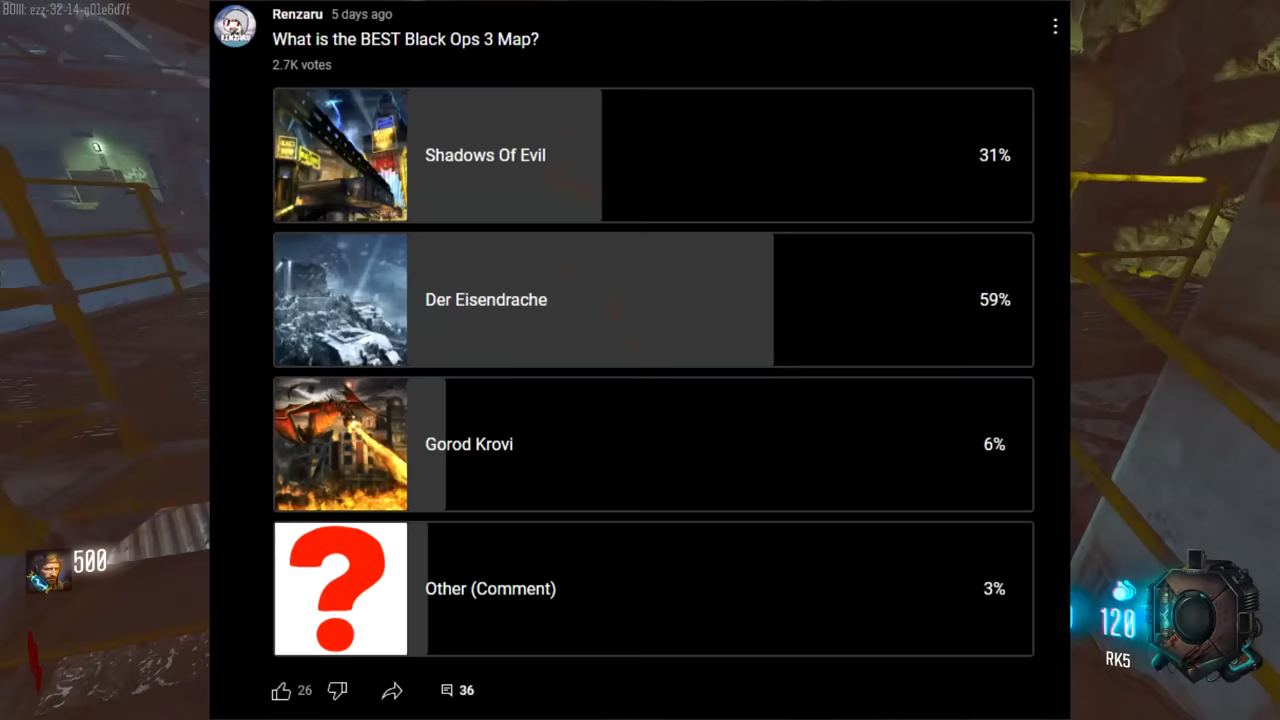 BOIII: ezz-32-14-g01e6d7f
Renzaru 5 days ago
What is the BEST Black Ops 3 Map?
2.7K votes
Shadows Of Evil 31%
Der Eisendrache 59%
Gorod Krovi 6%
Other (Comment) 3%
26 36
500
120
RK5